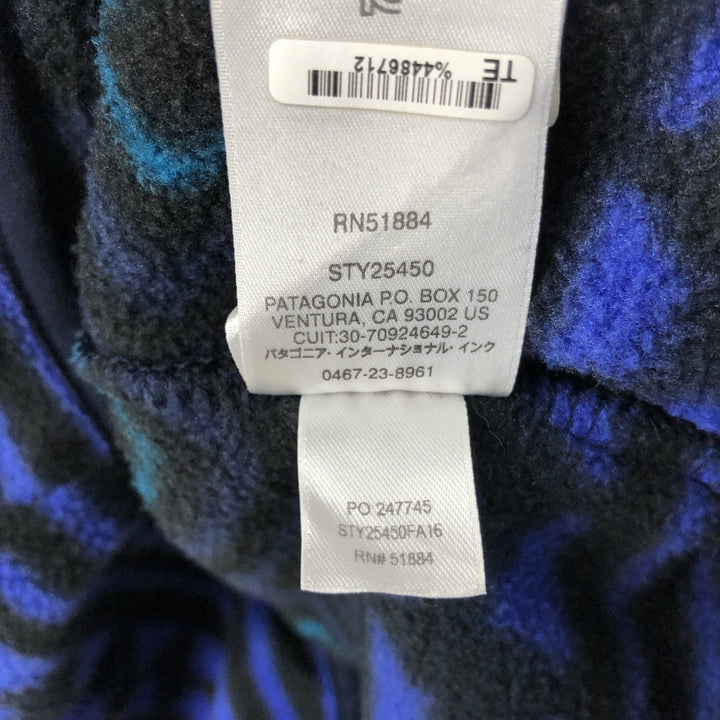 TE
%4486712
RN51884
STY25450
PATAGONIA P.O. BOX 150
VENTURA, CA 93002 US
CUIT:30-70924649-2
パタゴニア・インターナショナル・インク
0467-23-8961
PO 247745
STY25450FA16
RN# 51884